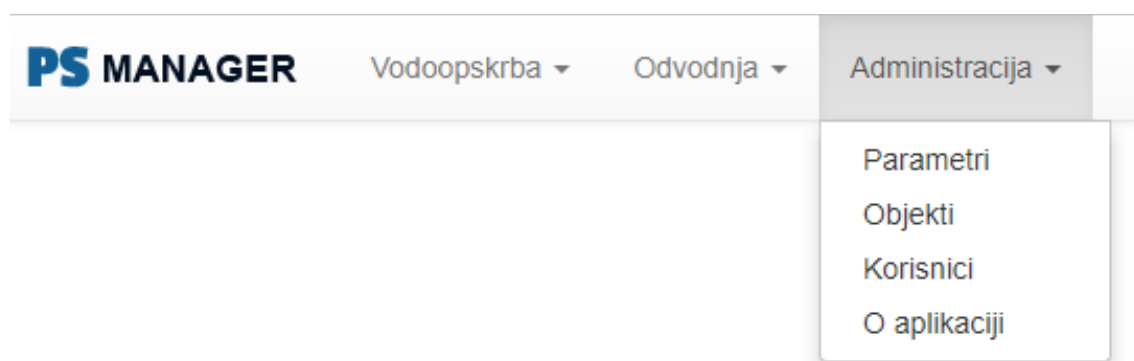 PS MANAGER Vodoopskrba Odvodnja Administracija
Parametri
Objekti
Korisnici
O aplikaciji